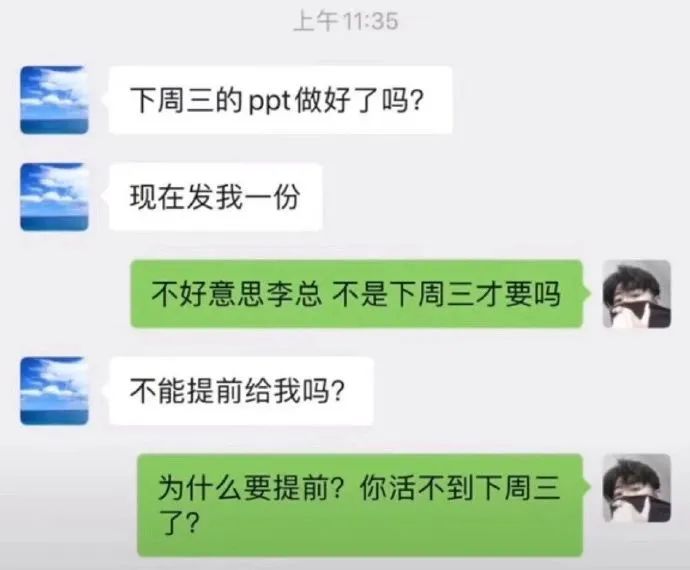 上午11:35
下周三的ppt做好了吗？
现在发我一份
不好意思李总 不是下周三才要吗
不能提前给我吗？
为什么要提前？你活不到下周三
了？